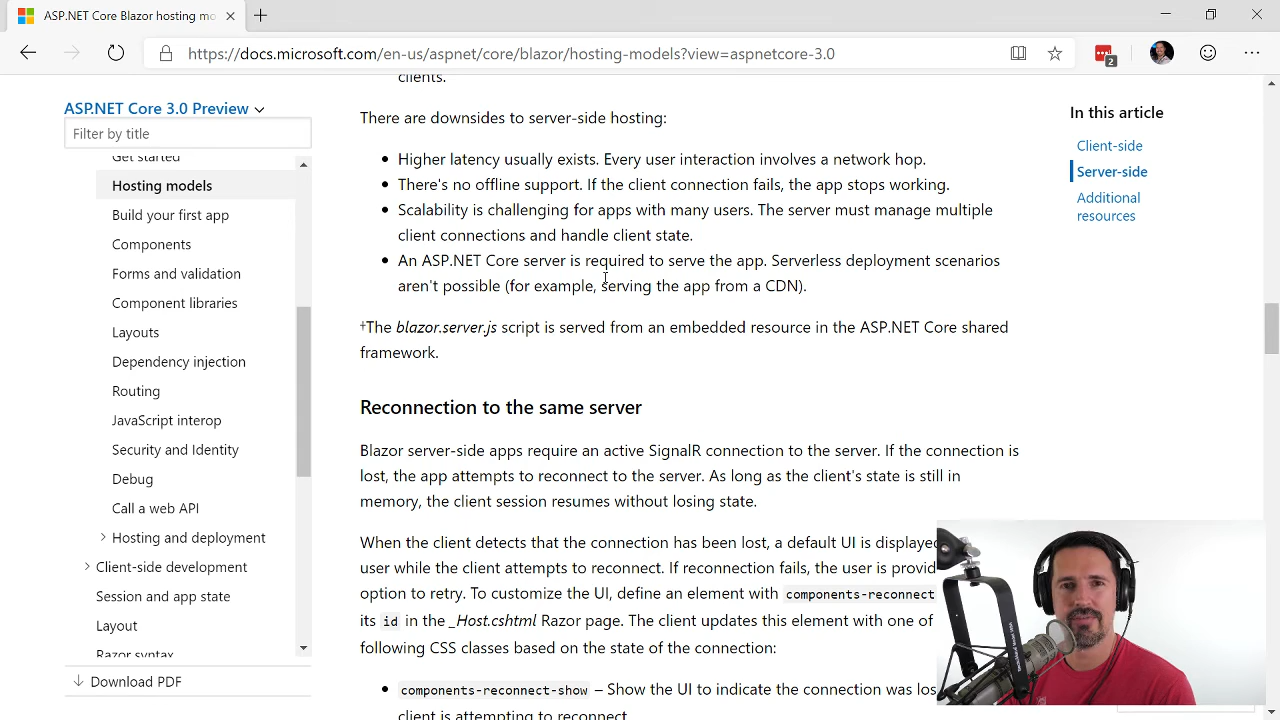 ASP.NET Core Blazor hosting mo
https://docs.microsoft.com/en-us/aspnet/core/blazor/hosting-models?view=aspnetcore-3.0
2
ASP.NET Core 3.0 Preview
Filter by title
Get started
Hosting models
Build your first app
Components
Forms and validation
Component libraries
Layouts
Dependency injection
Routing
JavaScript interop
Security and Identity
Debug
Call a web API
Hosting and deployment
Client-side development
Session and app state
Layout
Razor syntax
Download PDF
clients.
There are downsides to server-side hosting:
Higher latency usually exists. Every user interaction involves a network hop.
There's no offline support. If the client connection fails, the app stops working.
Scalability is challenging for apps with many users. The server must manage multiple
client connections and handle client state.
An ASP.NET Core server is required to serve the app. Serverless deployment scenarios
aren't possible (for example, serving the app from a CDN).
†The blazor.server.js script is served from an embedded resource in the ASP.NET Core shared
framework.
Reconnection to the same server
Blazor server-side apps require an active SignalR connection to the server. If the connection is
lost, the app attempts to reconnect to the server. As long as the client's state is still in
memory, the client session resumes without losing state.
When the client detects that the connection has been lost, a default UI is displayed
user while the client attempts to reconnect. If reconnection fails, the user is provid
option to retry. To customize the UI, define an element with components-reconnect
its id in the _Host.cshtml Razor page. The client updates this element with one of
following CSS classes based on the state of the connection:
components-reconnect-show – Show the UI to indicate the connection was los
client is attempting to reconnect
In this article
Client-side
Server-side
Additional
resources